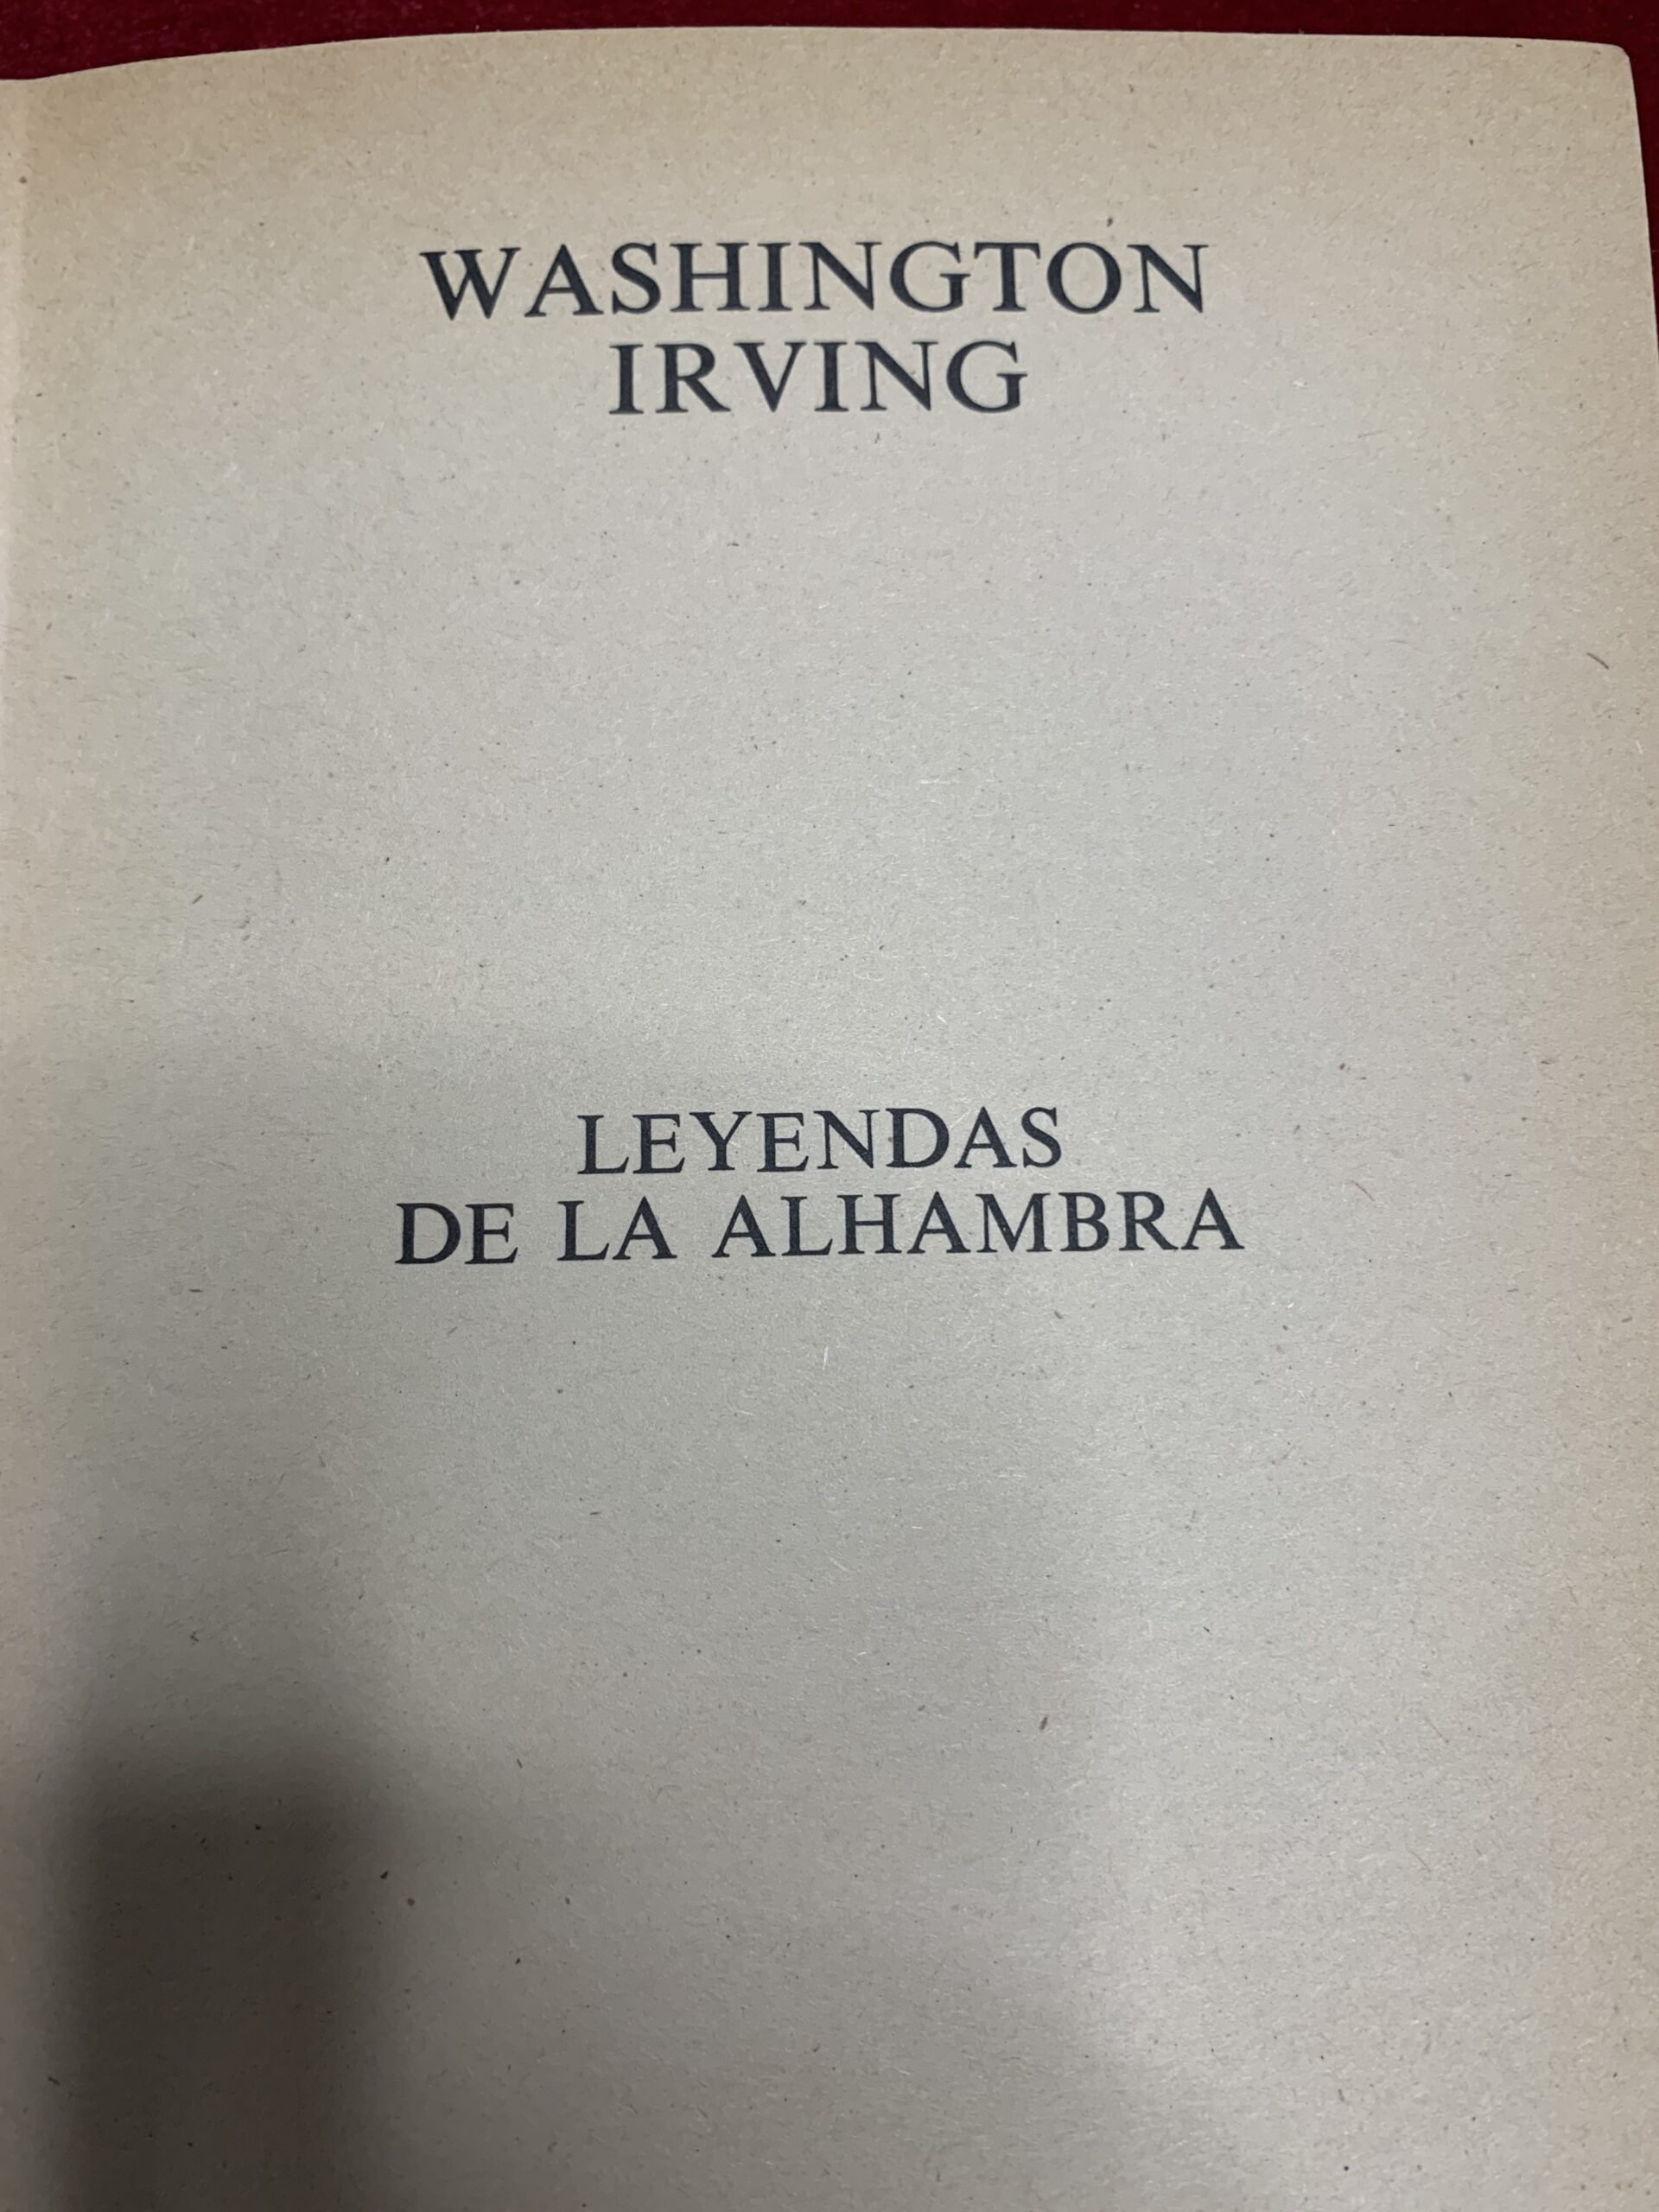 WASHINGTON
IRVING
LEYENDAS
DE LA ALHAMBRA